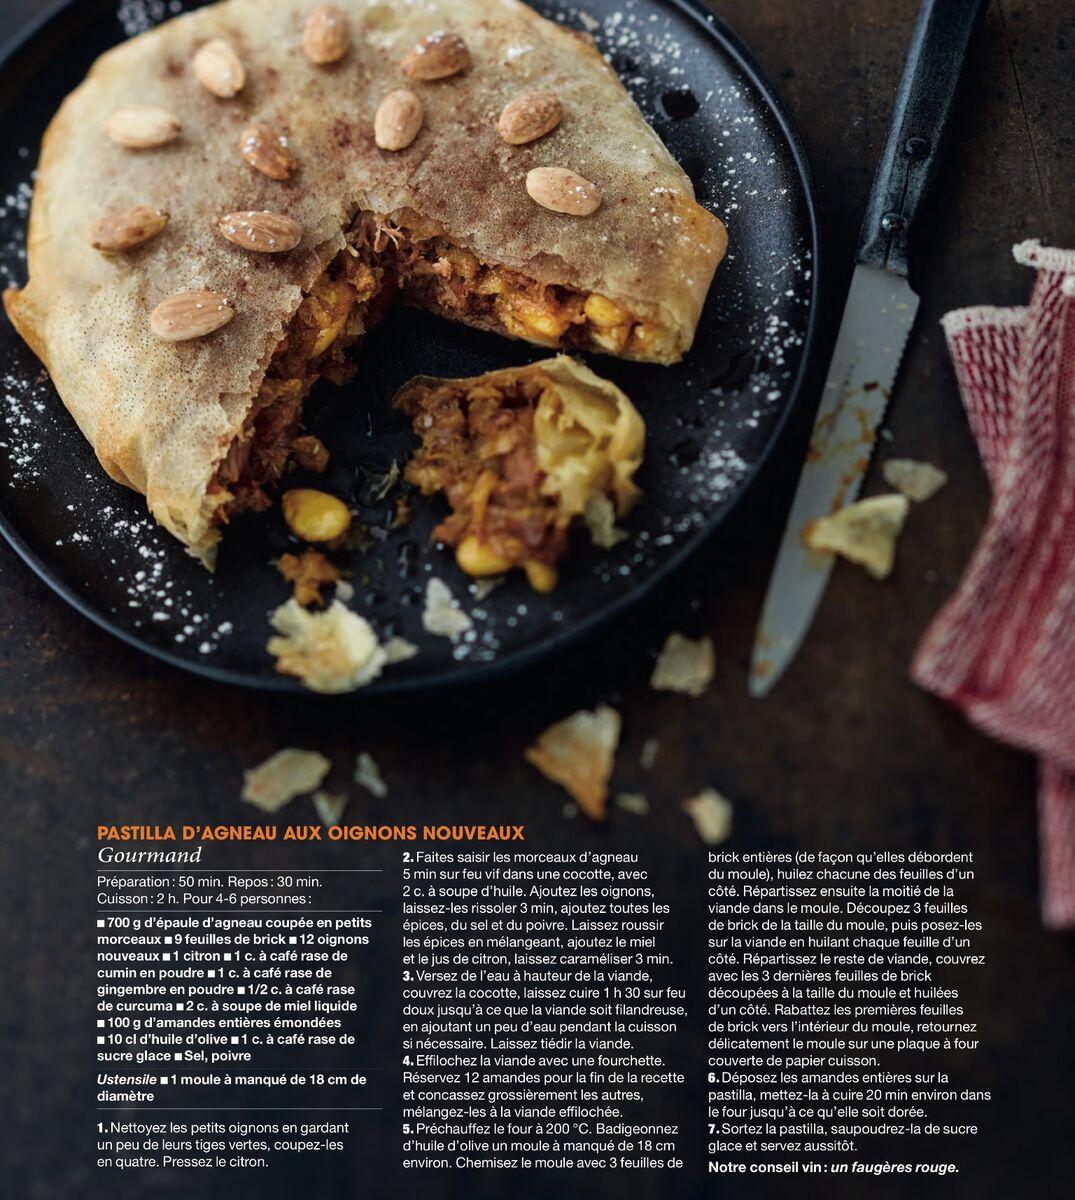 PASTILLA D’AGNEAU AUX OIGNONS NOUVEAUX
Gourmand
Préparation : 50 min. Repos : 30 min.
Cuisson : 2 h. Pour 4-6 personnes :
■ 700 g d’épaule d’agneau coupée en petits
morceaux ■ 9 feuilles de brick ■ 12 oignons
nouveaux ■ 1 citron ■ 1 c. à café rase de
cumin en poudre ■ 1 c. à café rase de
gingembre en poudre ■ 1/2 c. à café rase
de curcuma ■ 2 c. à soupe de miel liquide
■ 100 g d’amandes entières émondées
■ 10 cl d’huile d’olive ■ 1 c. à café rase de
sucre glace ■ Sel, poivre
Ustensile ■ 1 moule à manqué de 18 cm de
diamètre
1. Nettoyez les petits oignons en gardant
un peu de leurs tiges vertes, coupez-les
en quatre. Pressez le citron.
2. Faites saisir les morceaux d’agneau
5 min sur feu vif dans une cocotte, avec
2 c. à soupe d’huile. Ajoutez les oignons,
laissez-les rissoler 3 min, ajoutez toutes les
épices, du sel et du poivre. Laissez roussir
les épices en mélangeant, ajoutez le miel
et le jus de citron, laissez caraméliser 3 min.
3. Versez de l’eau à hauteur de la viande,
couvrez la cocotte, laissez cuire 1 h 30 sur feu
doux jusqu’à ce que la viande soit filandreuse,
en ajoutant un peu d’eau pendant la cuisson
si nécessaire. Laissez tiédir la viande.
4. Effilochez la viande avec une fourchette.
Réservez 12 amandes pour la fin de la recette
et concassez grossièrement les autres,
mélangez-les à la viande effilochée.
5. Préchauffez le four à 200 °C. Badigeonnez
d’huile d’olive un moule à manqué de 18 cm
environ. Chemisez le moule avec 3 feuilles de
brick entières (de façon qu’elles débordent
du moule), huilez chacune des feuilles d’un
côté. Répartissez ensuite la moitié de la
viande dans le moule. Découpez 3 feuilles
de brick de la taille du moule, puis posez-les
sur la viande en huilant chaque feuille d’un
côté. Répartissez le reste de viande, couvrez
avec les 3 dernières feuilles de brick
découpées à la taille du moule et huilées
d’un côté. Rabattez les premières feuilles
de brick vers l’intérieur du moule, retournez
délicatement le moule sur une plaque à four
couverte de papier cuisson.
6. Déposez les amandes entières sur la
pastilla, mettez-la à cuire 20 min environ dans
le four jusqu’à ce qu’elle soit dorée.
7. Sortez la pastilla, saupoudrez-la de sucre
glace et servez aussitôt.
Notre conseil vin : un faugères rouge.